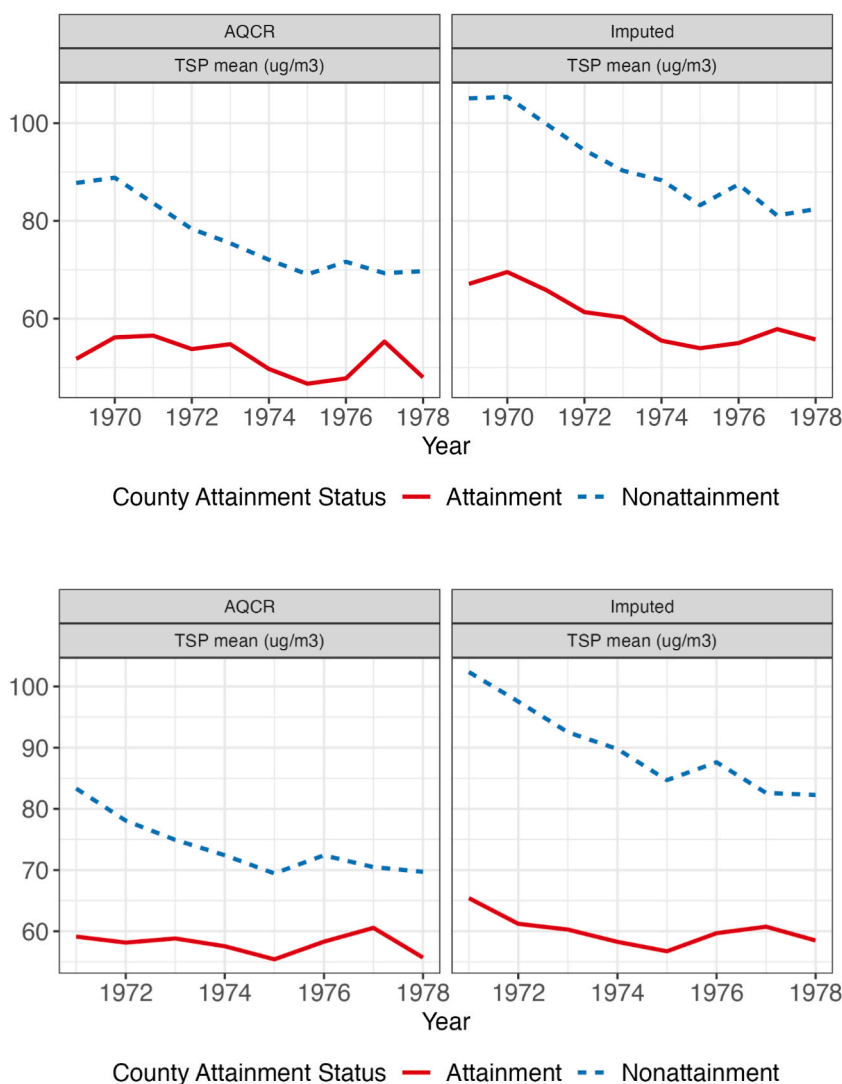 AQCR Imputed
TSP mean (ug/m3) TSP mean (ug/m3)
100
80
60
1970 1972 1974 1976 1978 1970 1972 1974 1976 1978
Year
County Attainment Status Attainment Nonattainment
AQCR Imputed
TSP mean (ug/m3) TSP mean (ug/m3)
100
90
80
70
60
1972 1974 1976 1978 1972 1974 1976 1978
Year
County Attainment Status Attainment Nonattainment